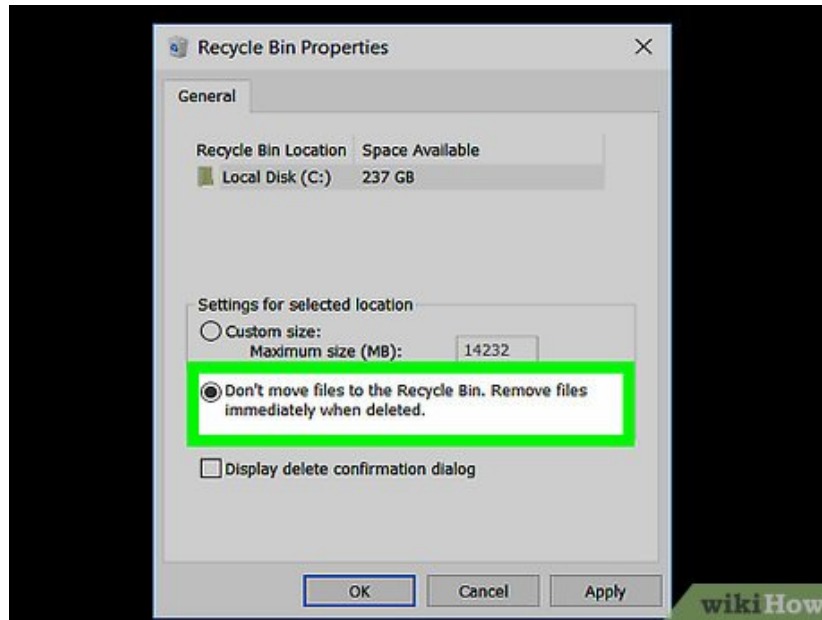 Recycle Bin Properties
General
Recycle Bin Location Space Available
Local Disk (C:) 237 GB
Settings for selected location
Custom size:
Maximum size (MB): 14232
Don't move files to the Recycle Bin. Remove files
immediately when deleted.
Display delete confirmation dialog
OK Cancel Apply
wikiHow